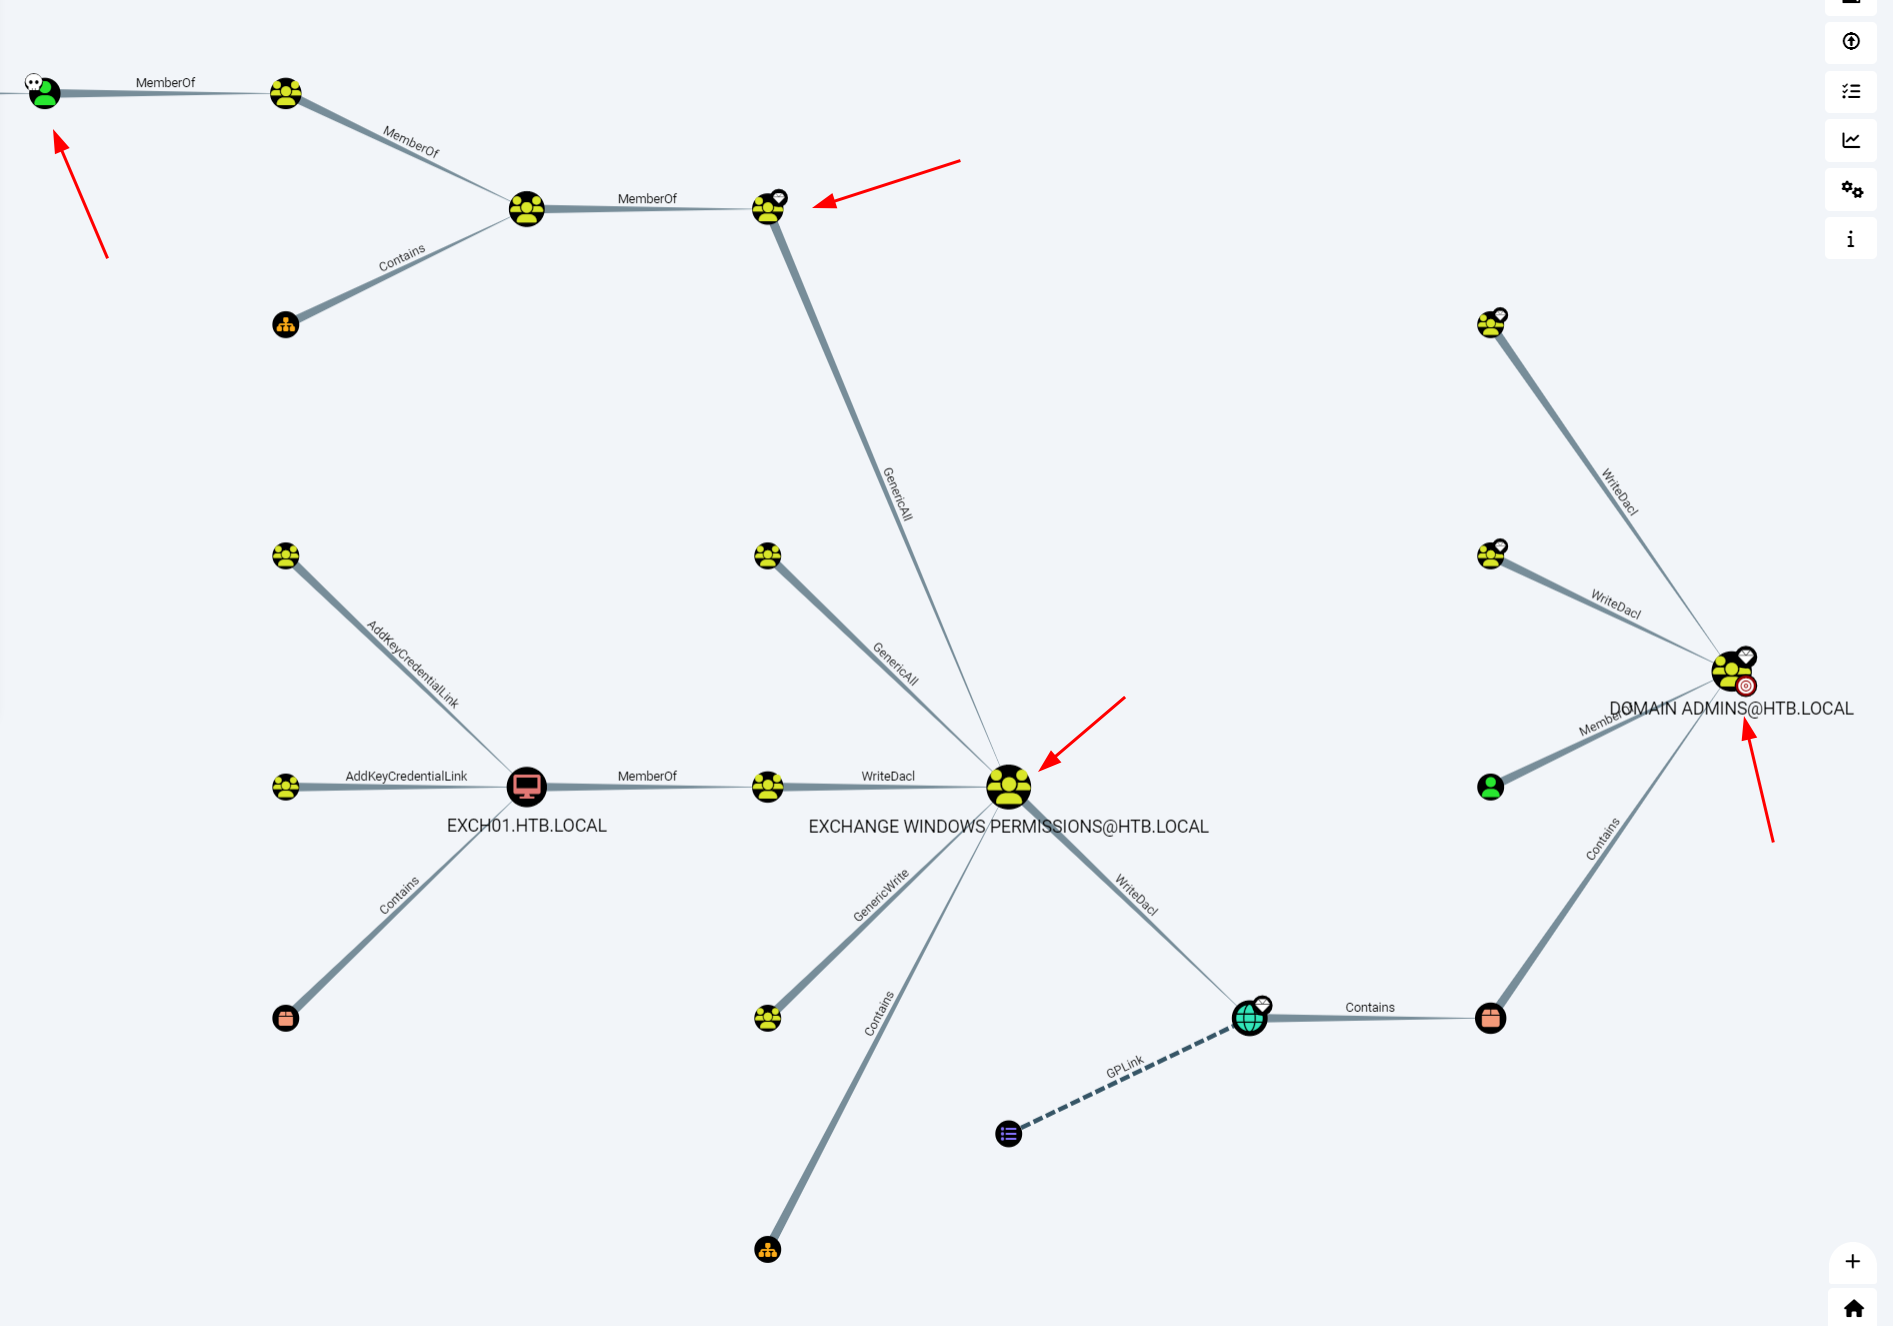 MemberOf
MemberOf
MemberOf
Contains
GenericAll
WriteDacl
WriteDacl
AddKeyCredentialLink
GenericAll
DOMAIN ADMINS@HTB.LOCAL
AddKeyCredentialLink
MemberOf
WriteDacl
EXCH01.HTB.LOCAL
EXCHANGE WINDOWS PERMISSIONS@HTB.LOCAL
Contains
Contains
GenericWrite
WriteDacl
Contains
Contains
GPLink